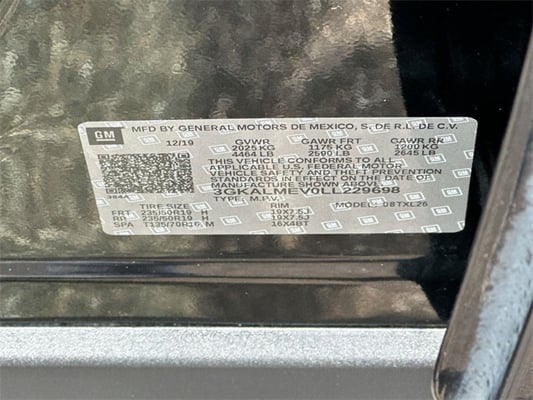 GM MFD BY GENERAL MOTORS DE MEXICO, S. DE R.L. DE C.V.
12/19 GVWR GAWR FRT GAWR RR
2025 KG 1175 KG 1200 KG
4464 LB 2590 LB 2645 LB
THIS VEHICLE CONFORMS TO ALL
APPLICABLE U.S. FEDERAL MOTOR
VEHICLE SAFETY AND THEFT PREVENTION
STANDARDS IN EFFECT ON THE DATE OF
MANUFACTURE SHOWN ABOVE.
3GKALMEV0LL229698
TYPE: M.P.V. MODEL: 08TXL26
TIRE SIZE RIM
FRT 235/50R19 H 19X7.5J
RR 235/50R19 H 19X7.5J
SPA T135/70R16 M 16X4BT